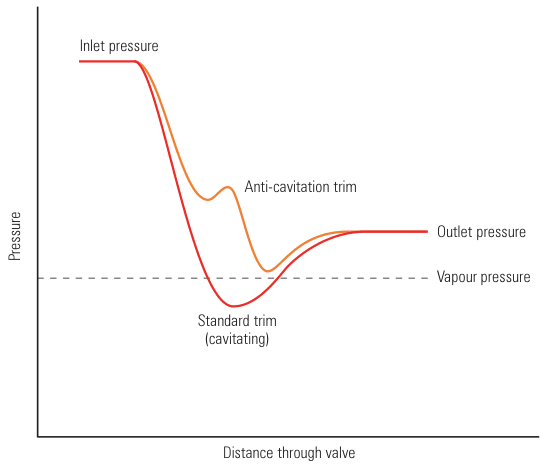 Inlet pressure
Anti-cavitation trim
Outlet pressure
Vapour pressure
Standard trim
(cavitating)
Pressure
Distance through valve